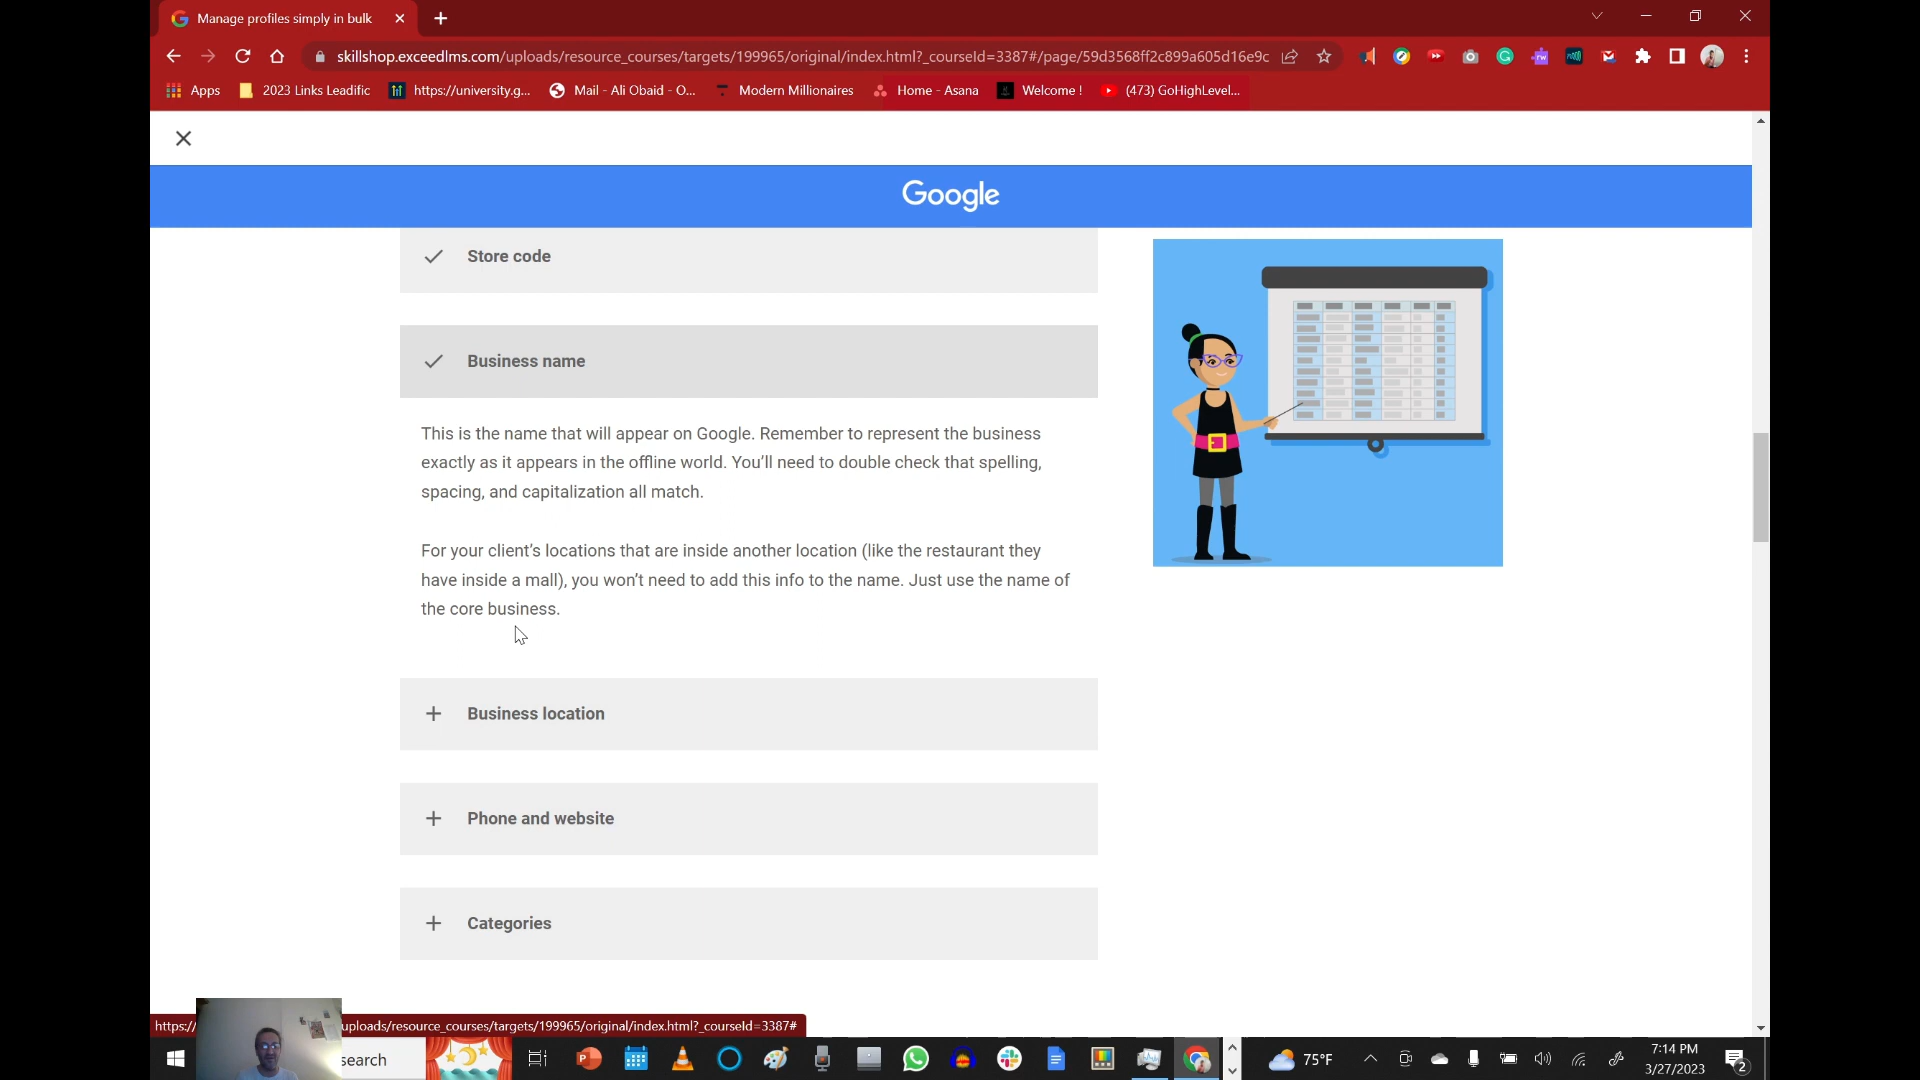 Manage profiles simply in bulk
skillshop.exceedlms.com/uploads/resource_courses/targets/199965/original/index.html?_courseId=3387#/page/59d3568ff2c899a605d16e9c
Apps
2023 Links Leadific
https://university.g...
Mail - Ali Obaid - O...
Modern Millionaires
Home - Asana
Welcome !
(473) GoHighLevel...
Google
Store code
Business name
This is the name that will appear on Google. Remember to represent the business
exactly as it appears in the offline world. You’ll need to double check that spelling,
spacing, and capitalization all match.
For your client’s locations that are inside another location (like the restaurant they
have inside a mall), you won’t need to add this info to the name. Just use the name of
the core business.
Business location
Phone and website
Categories
https:// uploads/resource_courses/targets/199965/original/index.html?_courseId=3387#
search
75°F
7:14 PM
3/27/2023
2